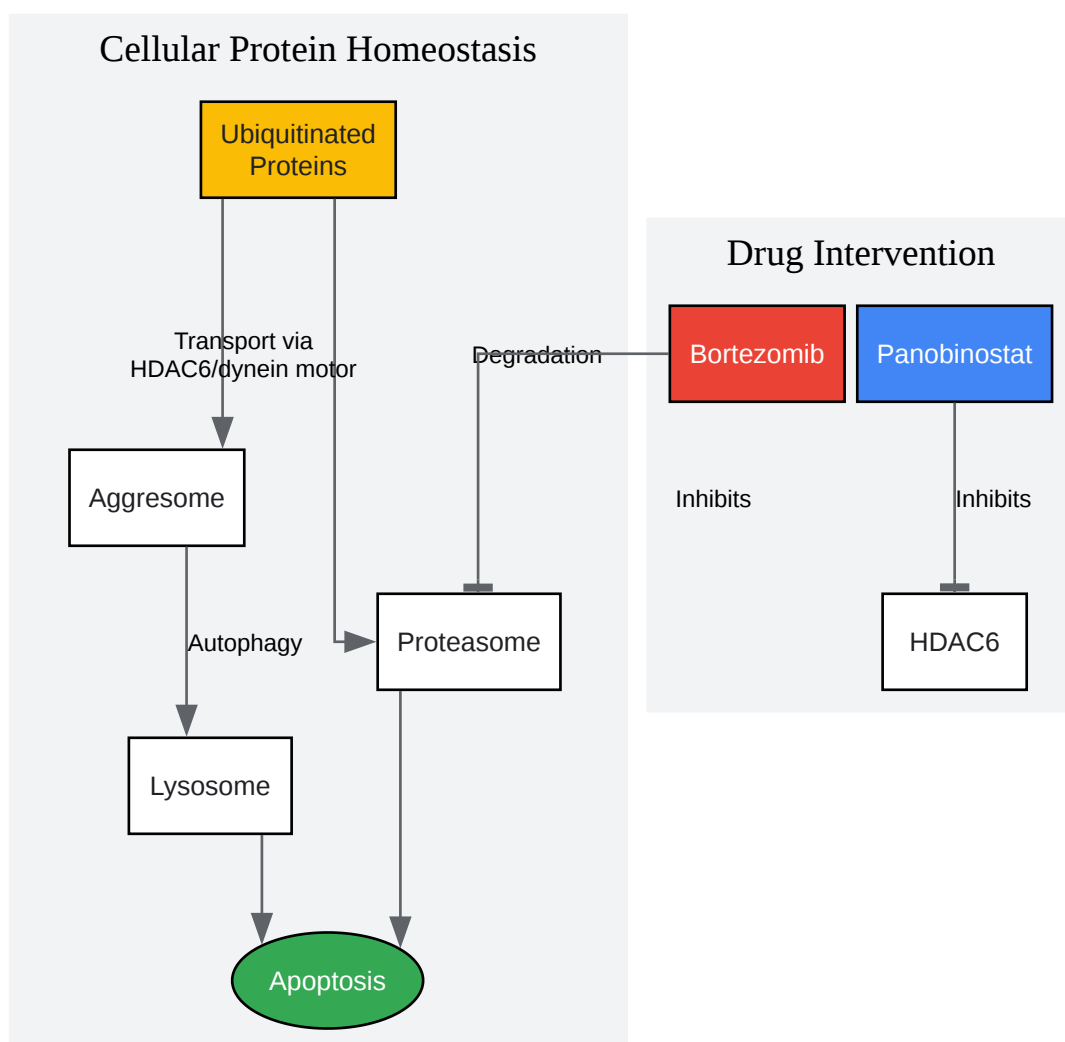 Cellular Protein Homeostasis
Ubiquitinated
Proteins
Drug Intervention
Transport via
HDAC6/dynein motor
Degradation
Bortezomib
Panobinostat
Aggresome
Inhibits
Inhibits
Autophagy
Proteasome
HDAC6
Lysosome
Apoptosis